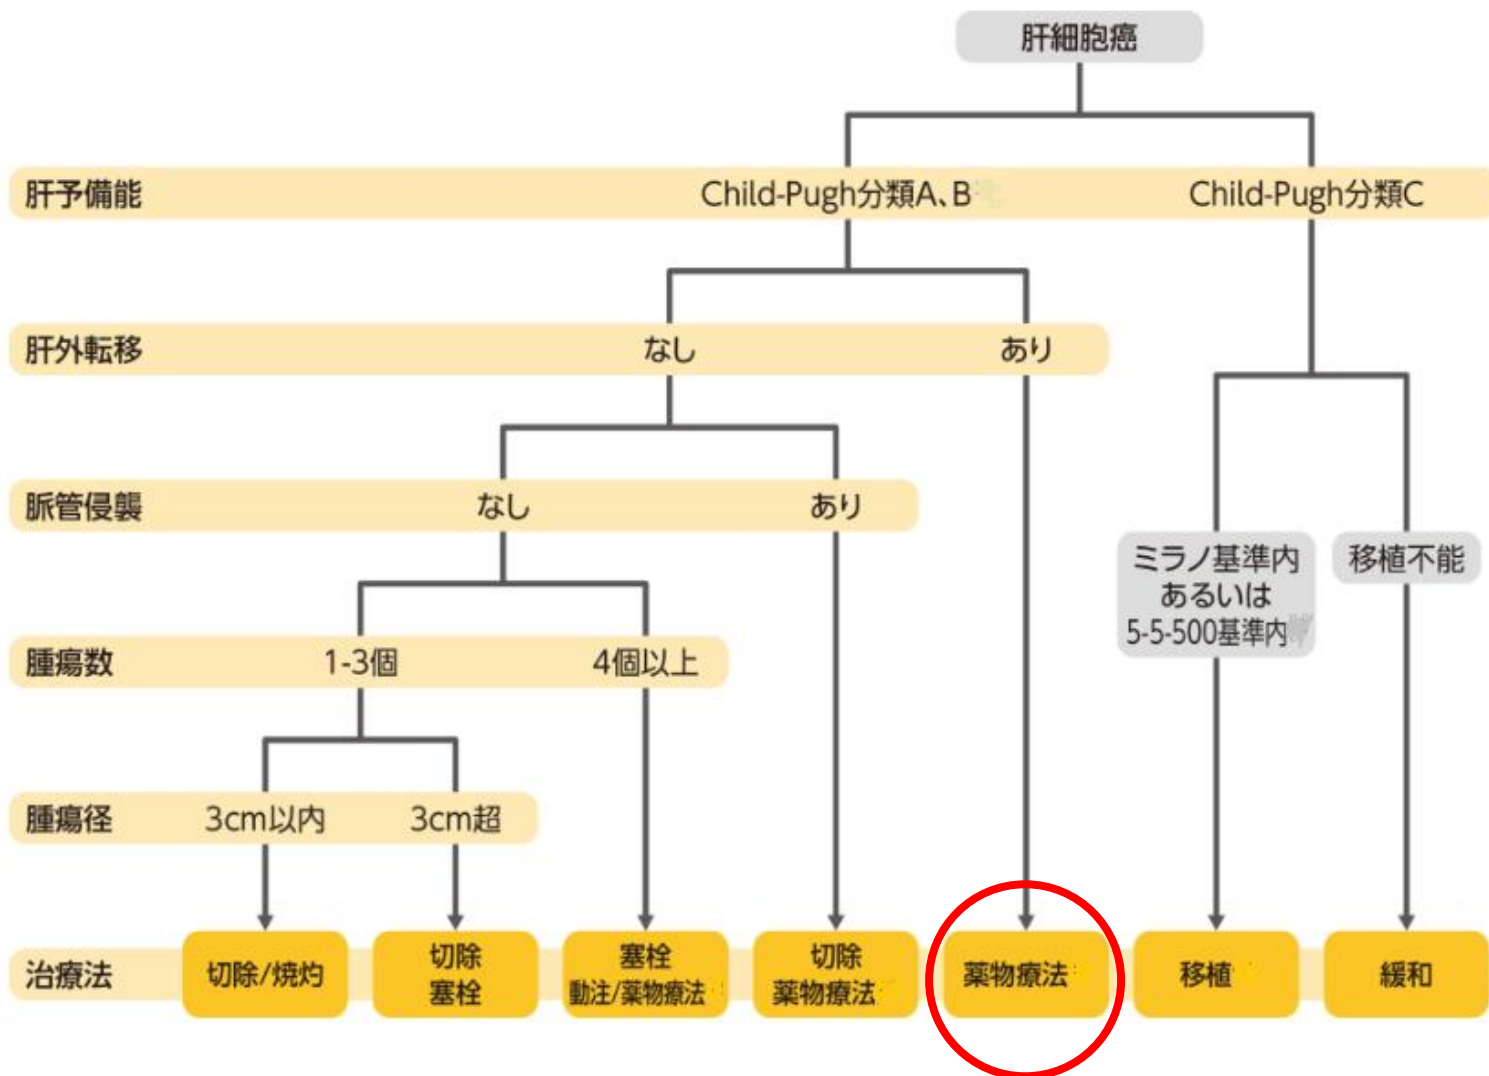 肝細胞癌
肝予備能
Child-Pugh分類A、B
Child-Pugh分類C
肝外転移
なし
あり
脈管侵襲
なし
あり
ミラノ基準内
あるいは
5-5-500基準内
移植不能
腫瘍数
1-3個
4個以上
腫瘍径
3cm以内
3cm超
治療法
切除/焼灼
切除
塞栓
塞栓
動注/薬物療法
切除
薬物療法
薬物療法
移植
緩和